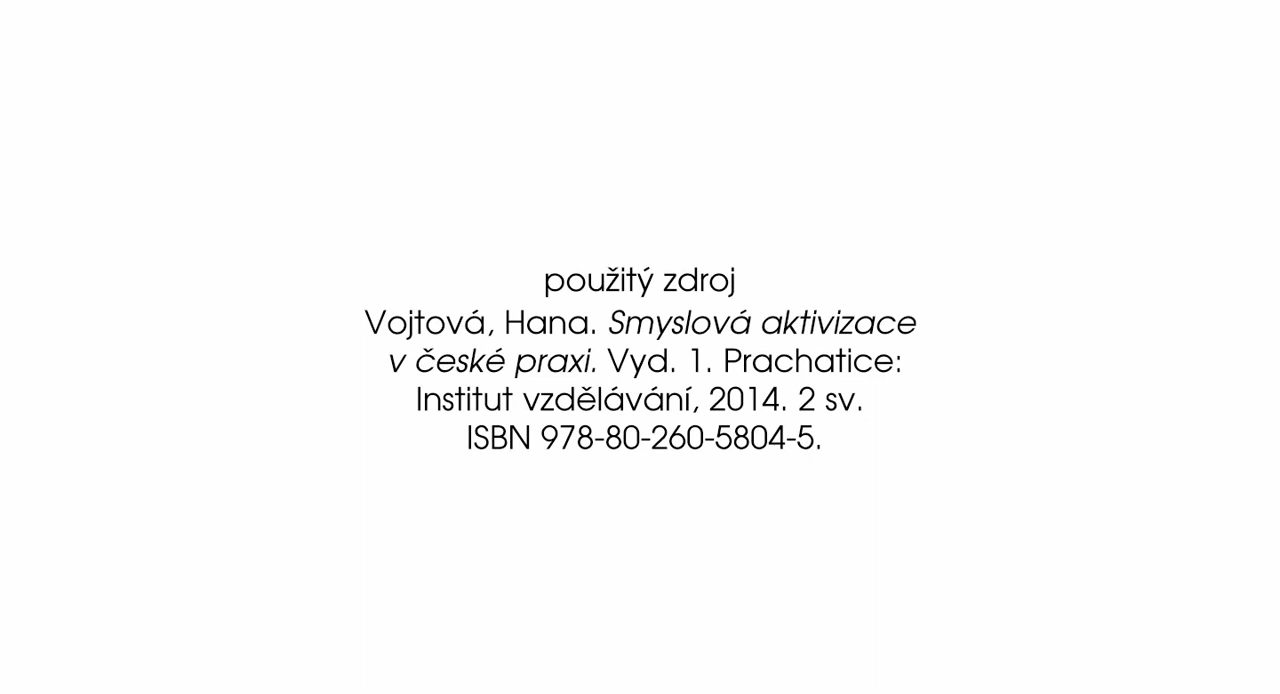 použitý zdroj
Vojtová, Hana. Smyslová aktivizace
v české praxi. Vyd. 1. Prachatice:
Institut vzdělávání, 2014. 2 sv.
ISBN 978-80-260-5804-5.